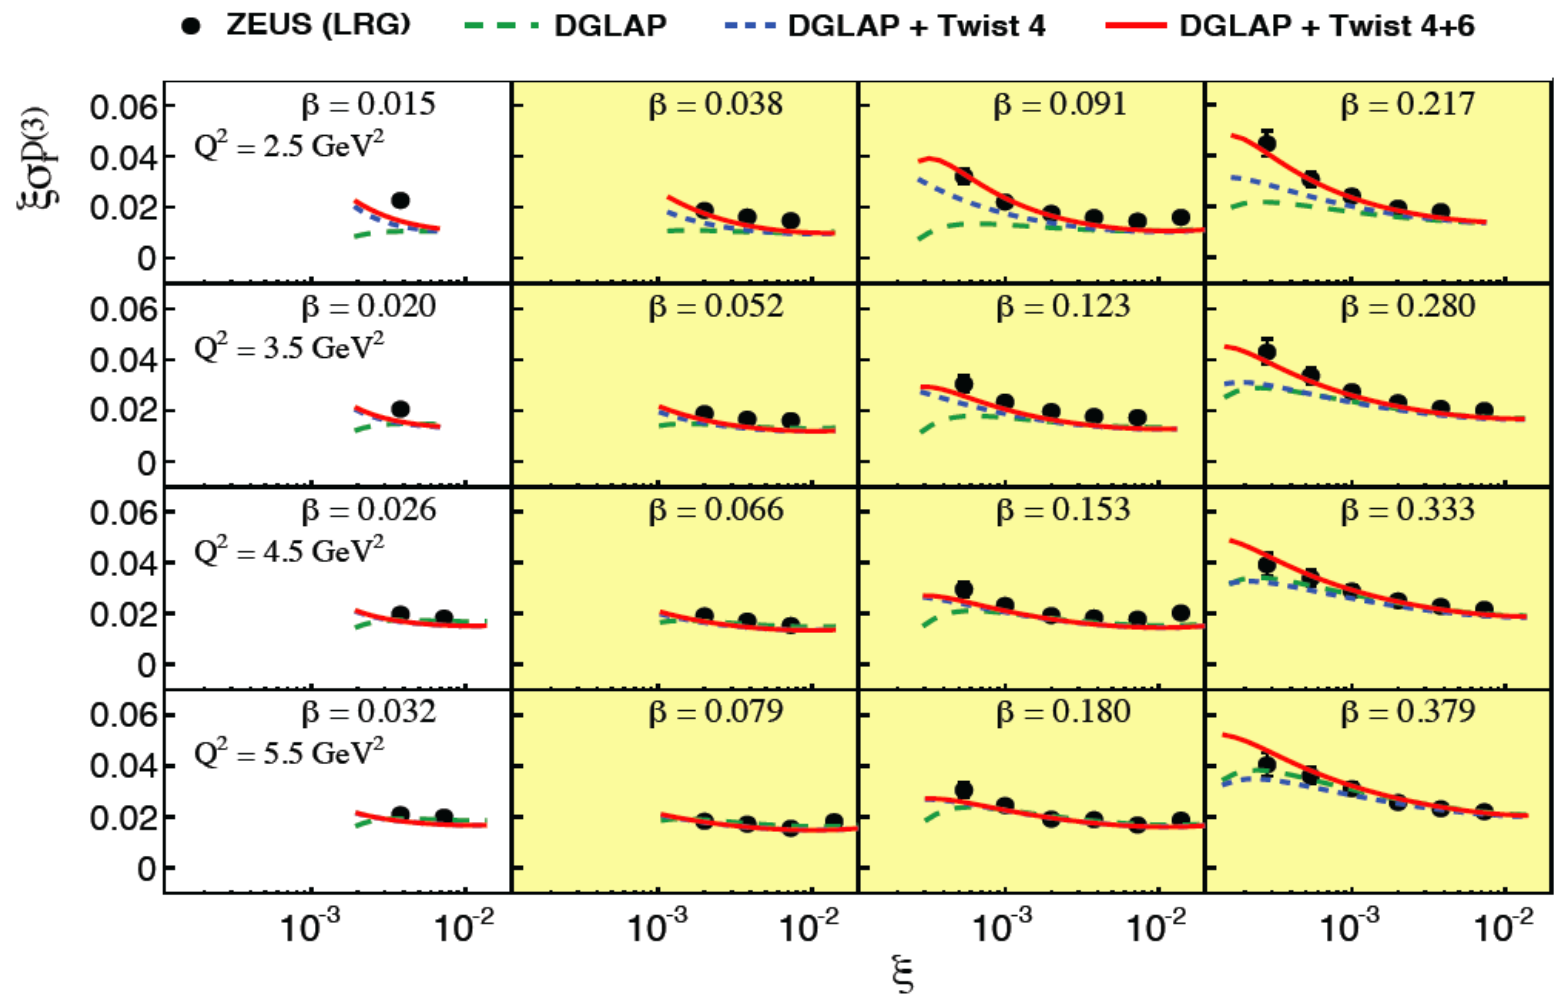 ZEUS (LRG) DGLAP DGLAP + Twist 4 DGLAP + Twist 4+6
ξσ_r^D(3)
0.06 β = 0.015 β = 0.038 β = 0.091 β = 0.217
Q² = 2.5 GeV²
0.04
0.02
0
0.06 β = 0.020 β = 0.052 β = 0.123 β = 0.280
Q² = 3.5 GeV²
0.04
0.02
0
0.06 β = 0.026 β = 0.066 β = 0.153 β = 0.333
Q² = 4.5 GeV²
0.04
0.02
0
0.06 β = 0.032 β = 0.079 β = 0.180 β = 0.379
Q² = 5.5 GeV²
0.04
0.02
0
10⁻³ 10⁻² 10⁻³ 10⁻² 10⁻³ 10⁻² 10⁻³ 10⁻²
ξ